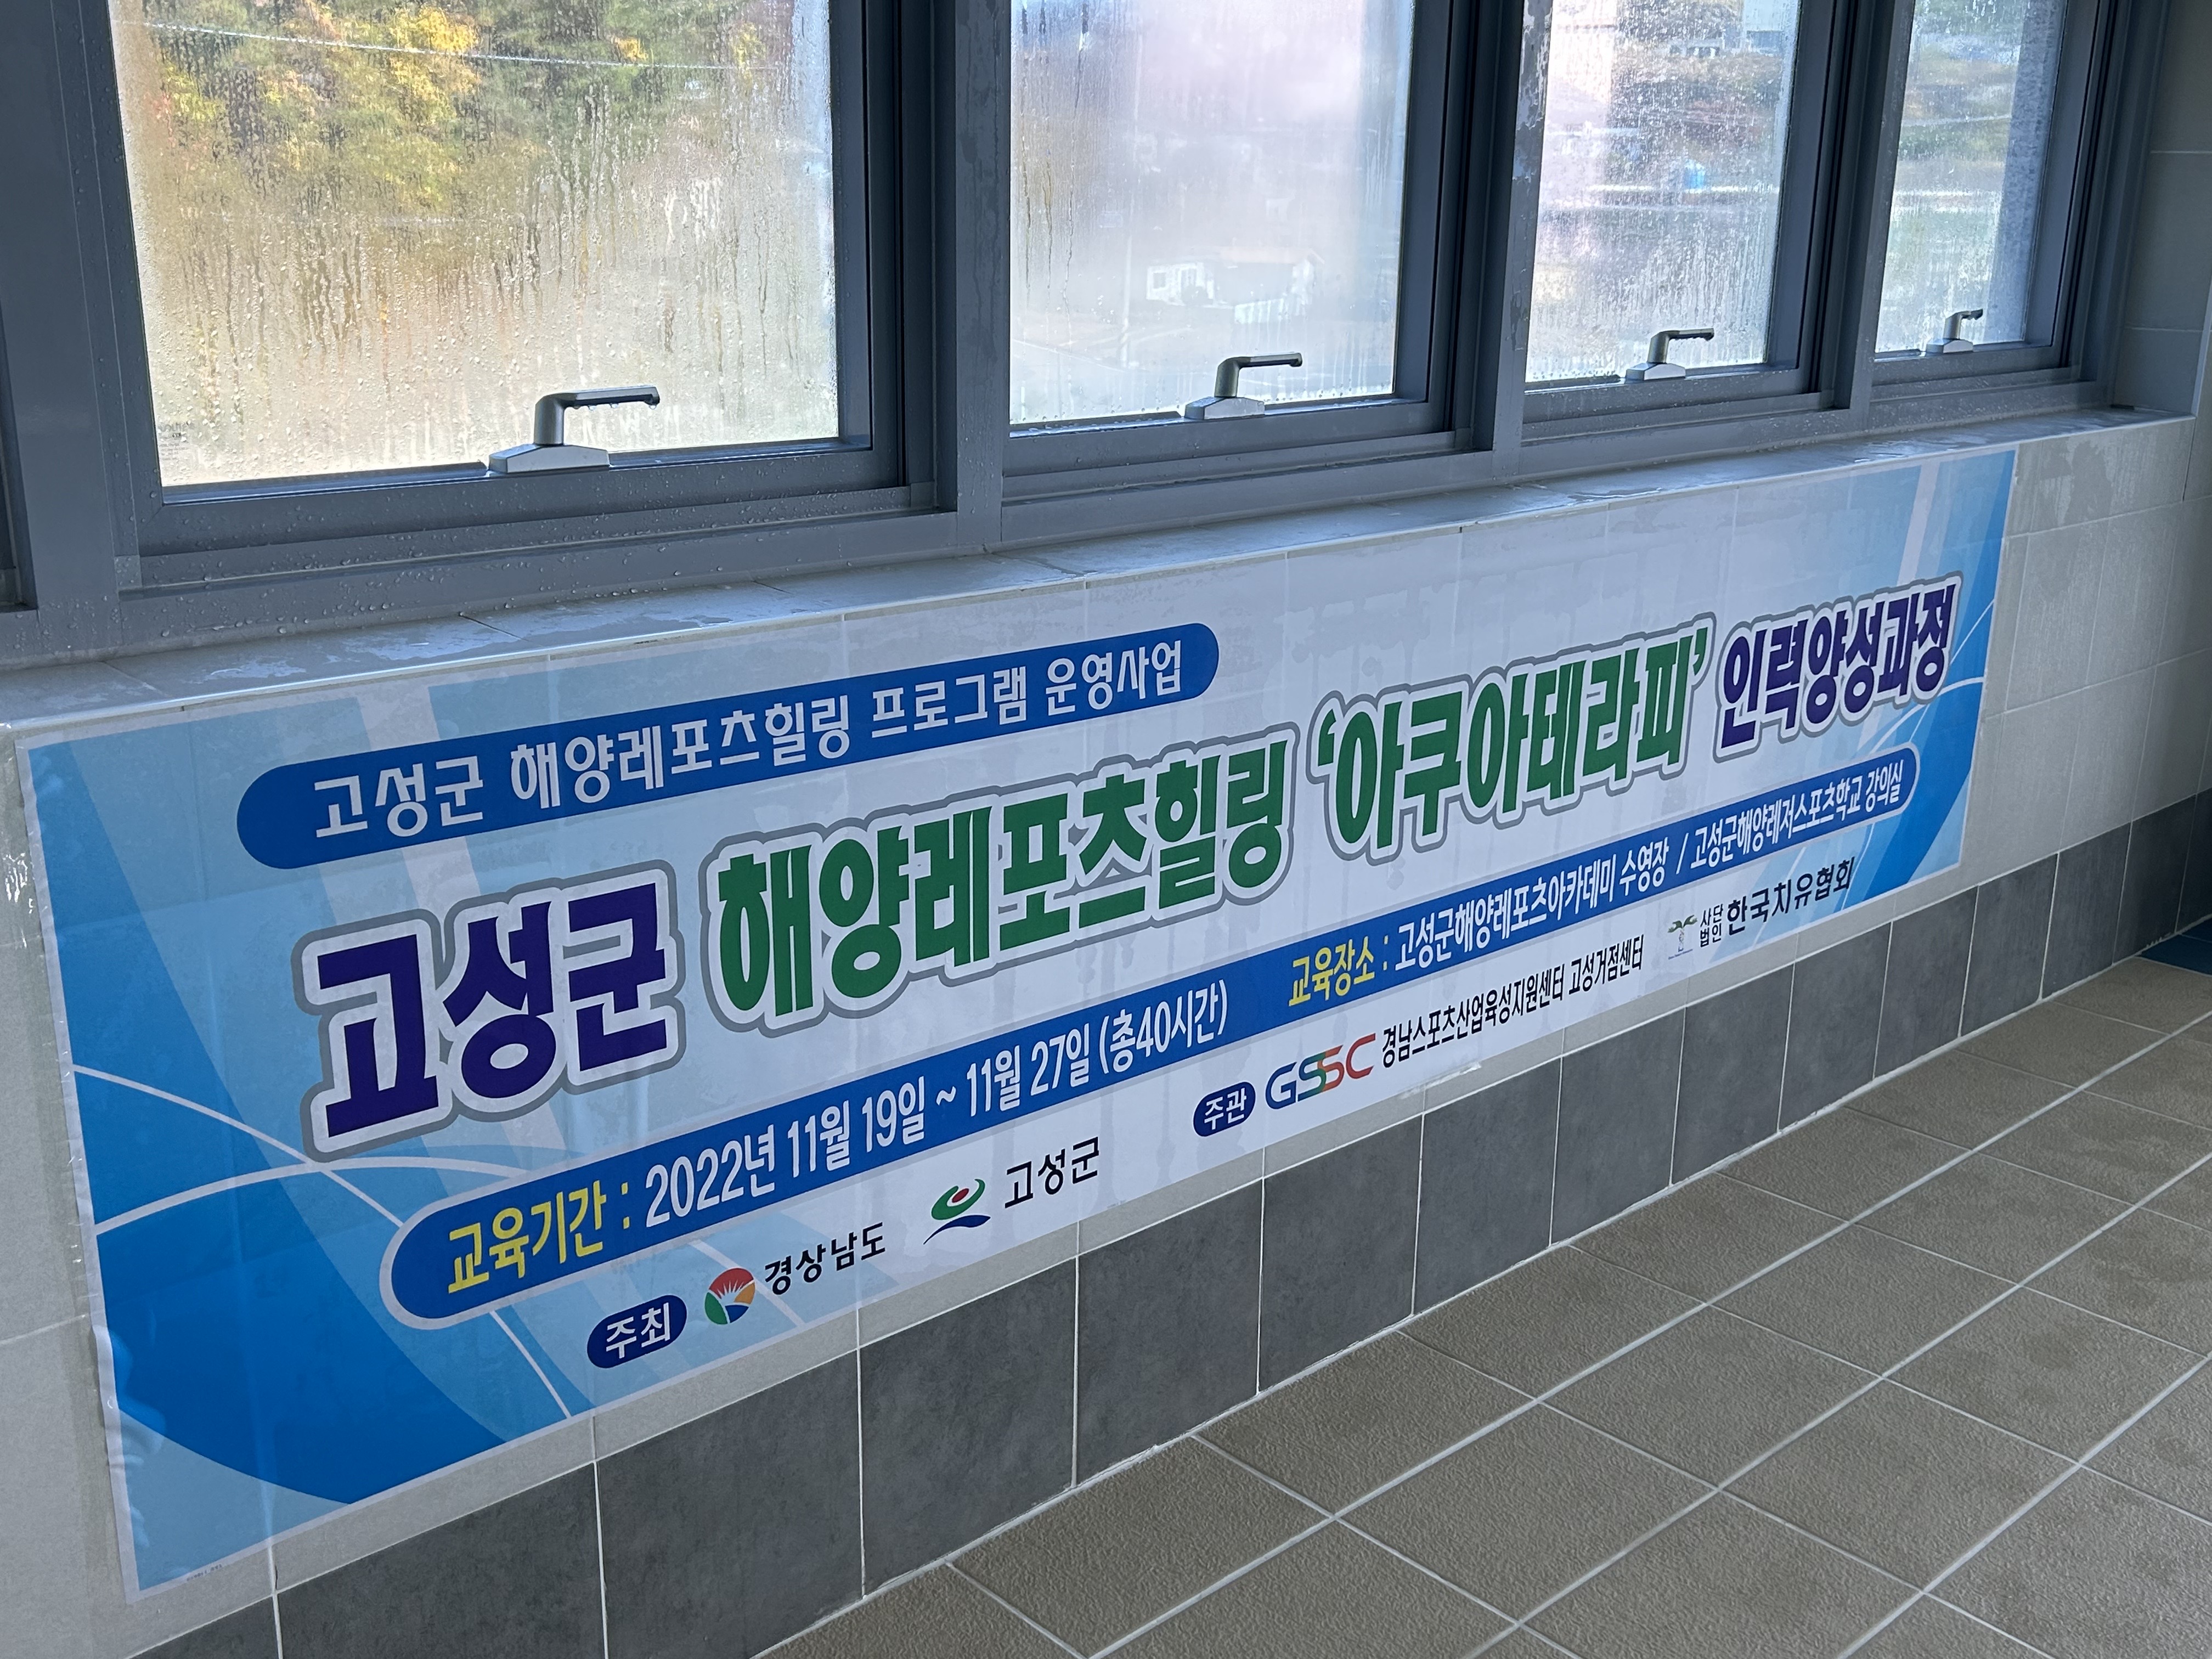 고성군 해양레포츠힐링 프로그램 운영사업
고성군 해양레포츠힐링 '아쿠아테라피' 인력양성과정
교육기간 : 2022년 11월 19일 ~ 11월 27일 (총40시간) 교육장소 : 고성군해양레포츠아카데미 수영장 / 고성군해양레저스포츠학교 강의실
주최 경상남도 고성군 주관 GSSC 경남스포츠산업육성지원센터 고성거점센터 사단법인 한국치유협회